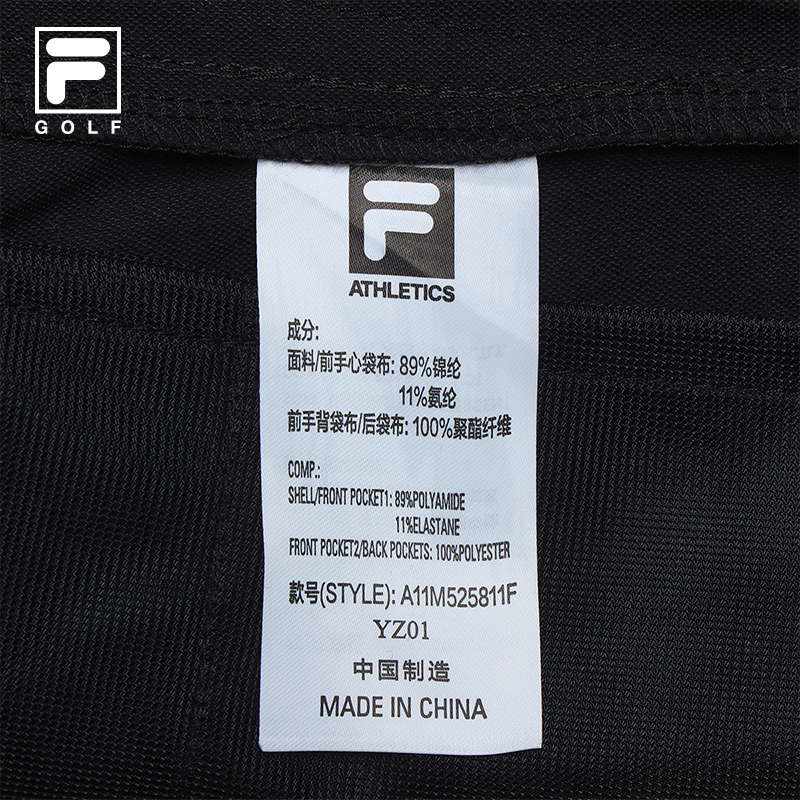 F
GOLF
F
ATHLETICS
成分:
面料/前手心袋布: 89%锦纶
11%氨纶
前手背袋布/后袋布: 100%聚酯纤维
COMP.:
SHELL/FRONT POCKET1: 89%POLYAMIDE
11%ELASTANE
FRONT POCKET2/BACK POCKETS: 100%POLYESTER
款号(STYLE): A11M525811F
YZ01
中国制造
MADE IN CHINA